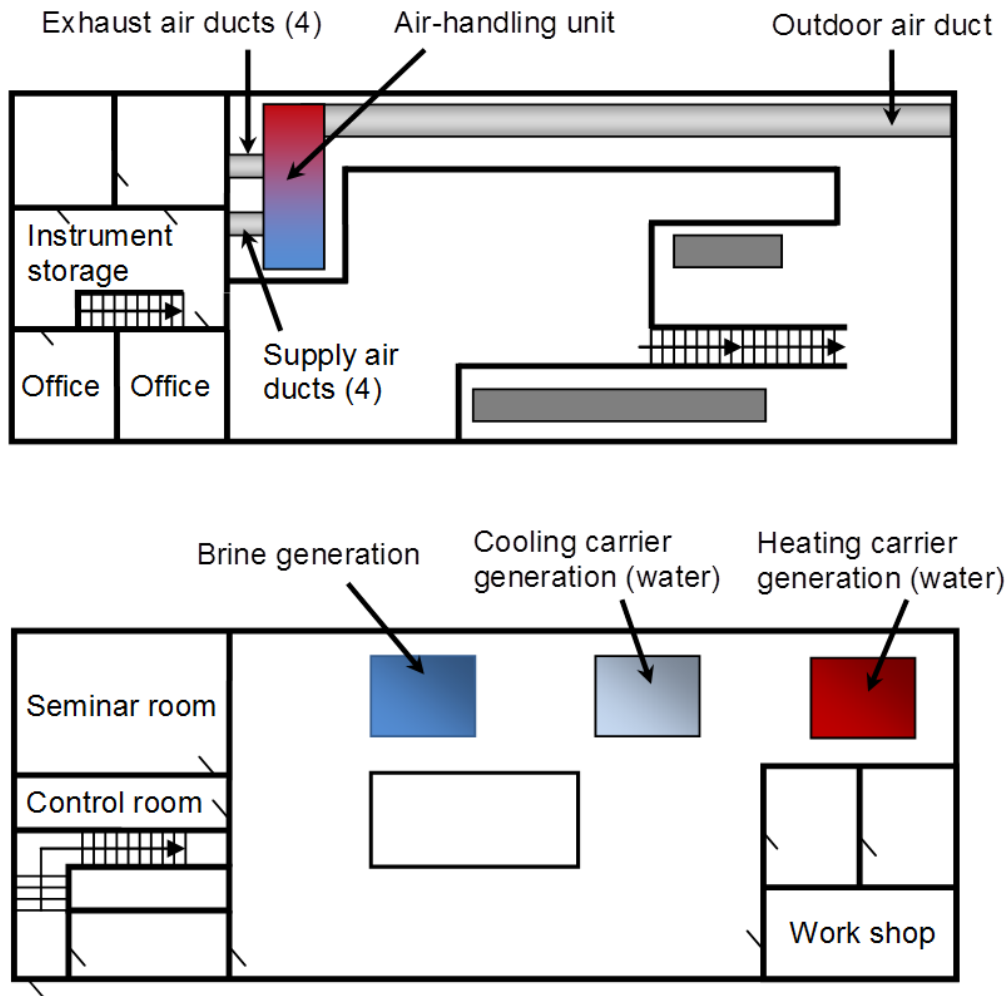 Exhaust air ducts (4)
Air-handling unit
Outdoor air duct
Instrument
storage
Supply air
ducts (4)
Office
Office
Brine generation
Cooling carrier
generation (water)
Heating carrier
generation (water)
Seminar room
Control room
Work shop